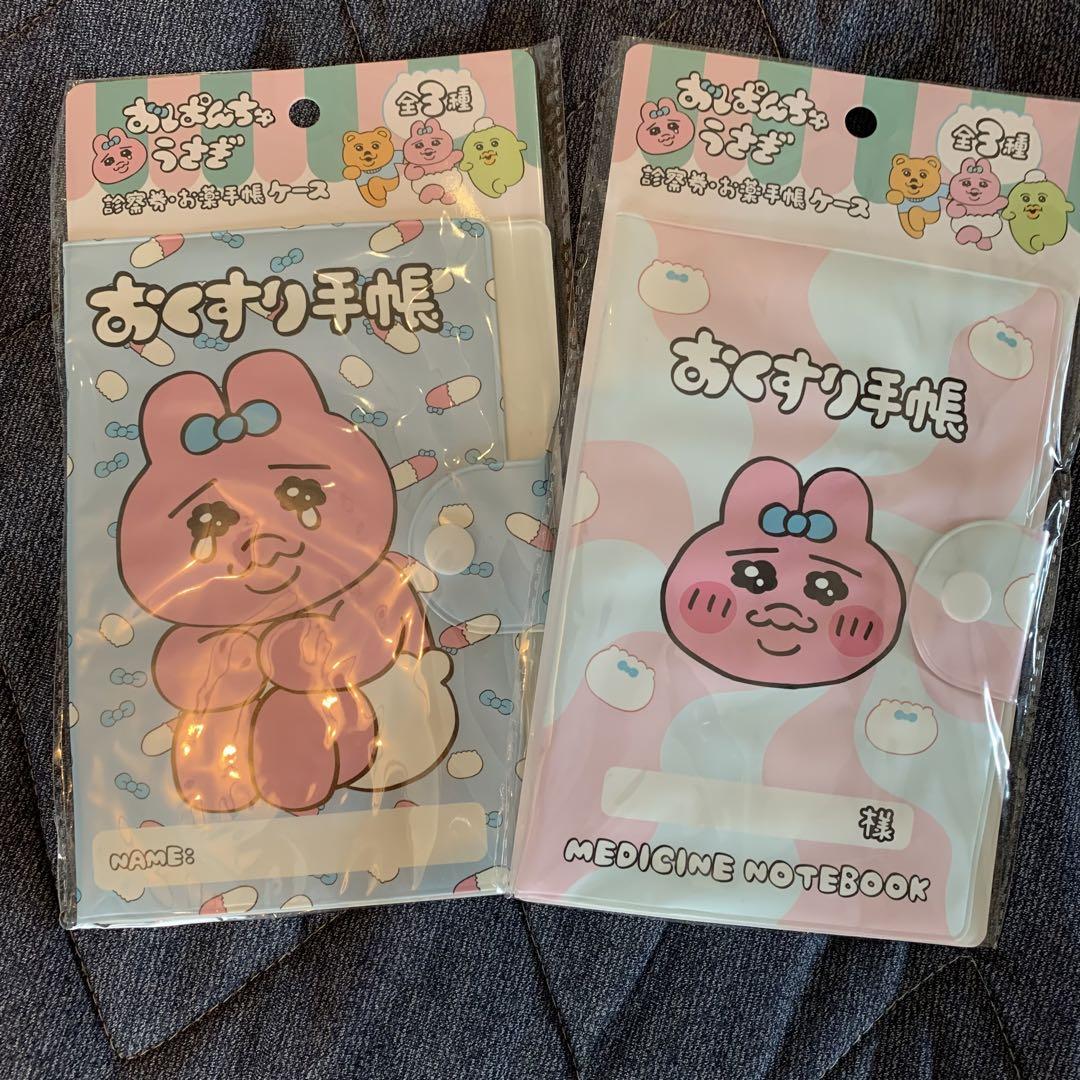 おぱんちゅ
うさぎ
全3種
診察券・お薬手帳ケース
おくすり手帳
NAME:
おぱんちゅ
うさぎ
全3種
診察券・お薬手帳ケース
おくすり手帳
様
MEDICINE NOTEBOOK